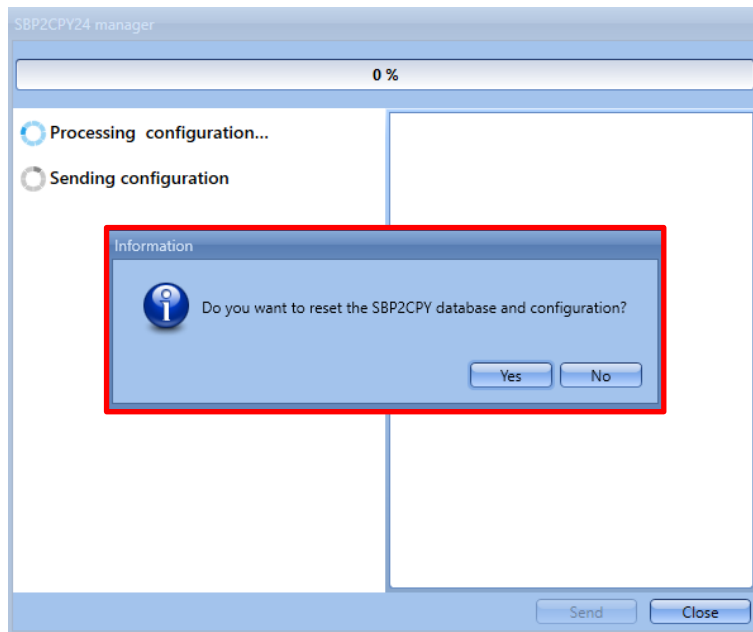 SBP2CPY24 manager
0 %
Processing configuration...
Sending configuration
Information
Do you want to reset the SBP2CPY database and configuration?
Yes
No
Send
Close